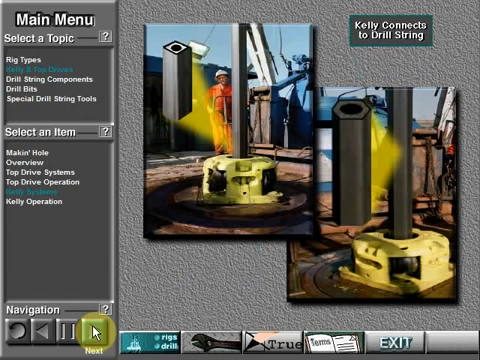 Main Menu
Select a Topic ?
Rig Types
Kelly & Top Drives
Drill String Components
Drill Bits
Special Drill String Tools
Select an Item ?
Makin' Hole
Overview
Top Drive Systems
Top Drive Operation
Kelly Systems
Kelly Operation
Navigation ?
Next
Kelly Connects
to Drill String
rigs
drill
True
Terms
EXIT